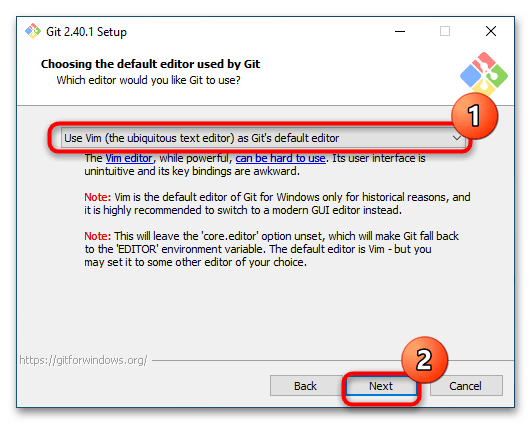 Git 2.40.1 Setup
Choosing the default editor used by Git
Which editor would you like Git to use?
1
Use Vim (the ubiquitous text editor) as Git's default editor
The Vim editor, while powerful, can be hard to use. Its user interface is
unintuitive and its key bindings are awkward.
Note: Vim is the default editor of Git for Windows only for historical reasons, and
it is highly recommended to switch to a modern GUI editor instead.
Note: This will leave the 'core.editor' option unset, which will make Git fall back
to the 'EDITOR' environment variable. The default editor is Vim - but you
may set it to some other editor of your choice.
https://gitforwindows.org/
2
Back
Next
Cancel